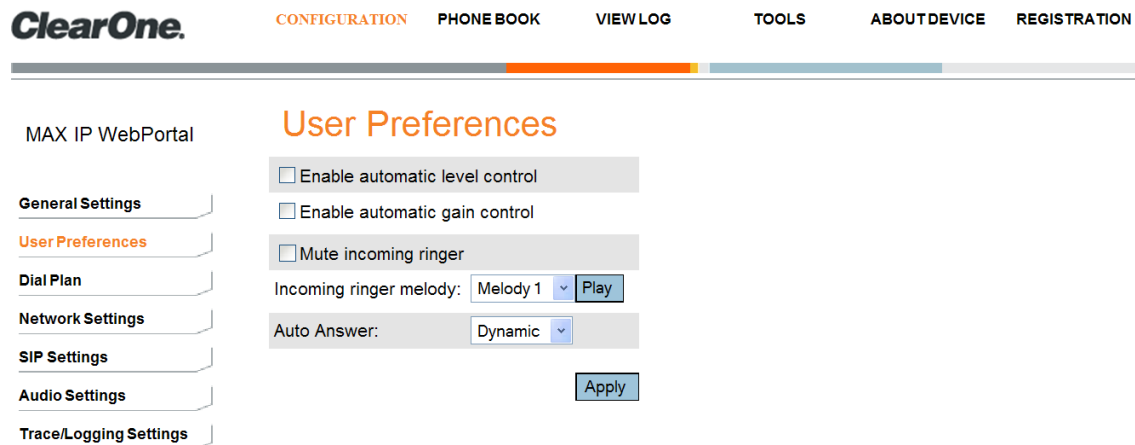 ClearOne.
CONFIGURATION PHONE BOOK VIEW LOG TOOLS ABOUT DEVICE REGISTRATION
MAX IP WebPortal
General Settings
User Preferences
Dial Plan
Network Settings
SIP Settings
Audio Settings
Trace/Logging Settings
User Preferences
Enable automatic level control
Enable automatic gain control
Mute incoming ringer
Incoming ringer melody: Melody 1 Play
Auto Answer: Dynamic
Apply